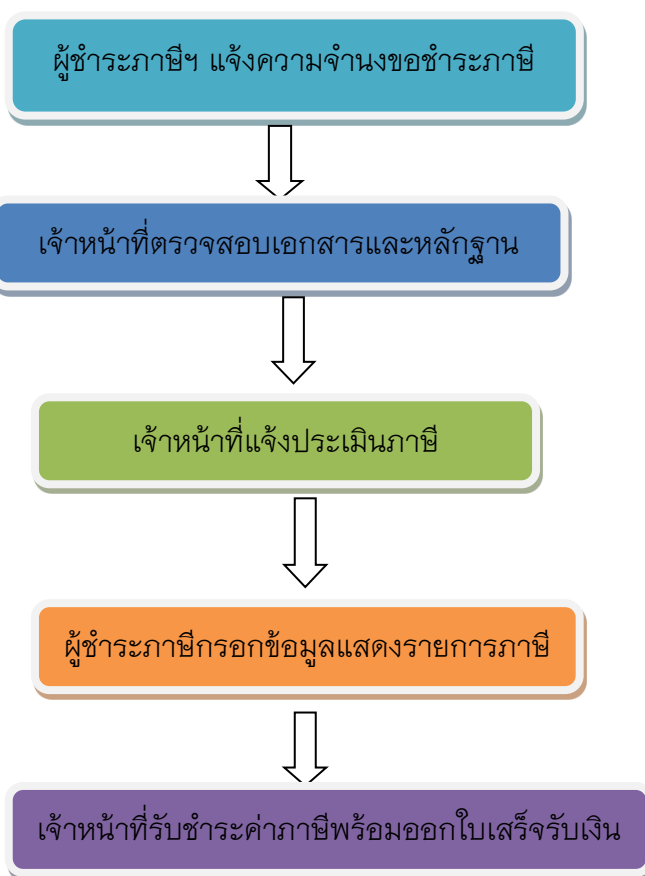 ผู้ชำระภาษีฯ แจ้งความจำนงขอชำระภาษี
เจ้าหน้าที่ตรวจสอบเอกสารและหลักฐาน
เจ้าหน้าที่แจ้งประเมินภาษี
ผู้ชำระภาษีกรอกข้อมูลแสดงรายการภาษี
เจ้าหน้าที่รับชำระค่าภาษีพร้อมออกใบเสร็จรับเงิน